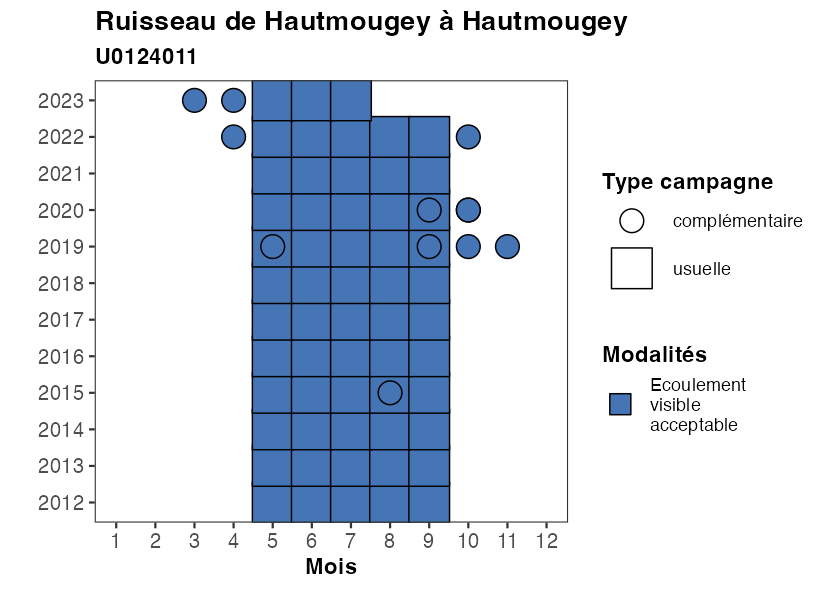 Ruisseau de Hautmougey à Hautmougey
U0124011
2023
2022
2021
2020
2019
2018
2017
2016
2015
2014
2013
2012
1 2 3 4 5 6 7 8 9 10 11 12
Mois
Type campagne
complémentaire
usuelle
Modalités
Ecoulement
visible
acceptable